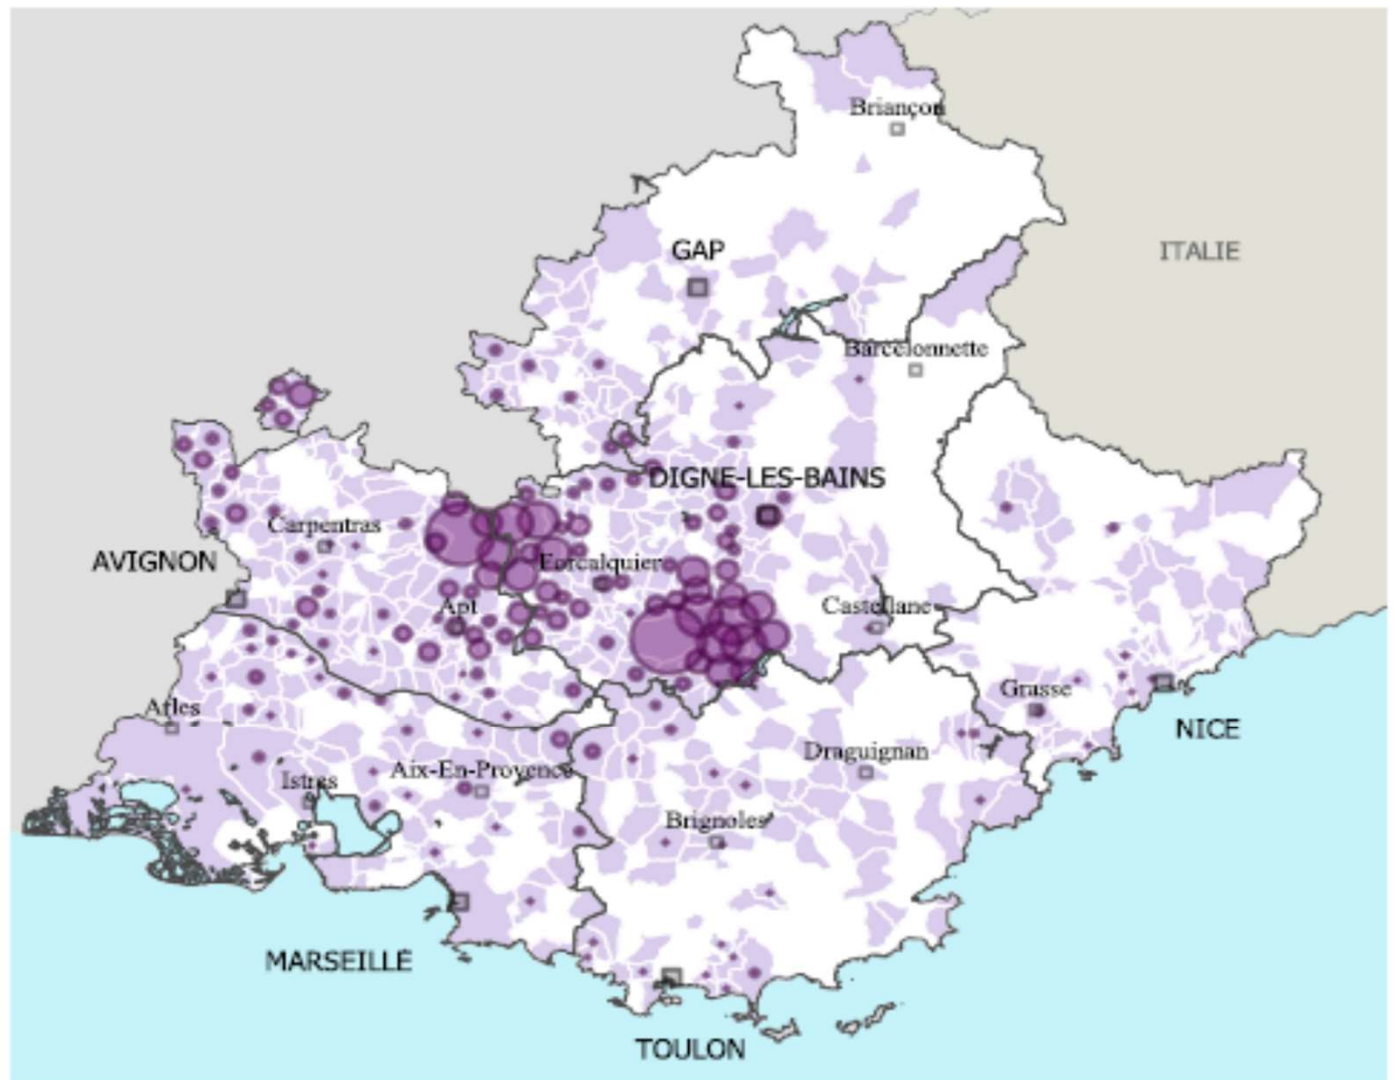 Briançon
GAP
ITALIE
Barcelonnette
DIGNE-LES-BAINS
Carpentras
AVIGNON
Forcalquier
Apt
Castellane
Grasse
Arles
NICE
Draguignan
Aix-En-Provence
Istres
Brignoles
MARSEILLE
TOULON